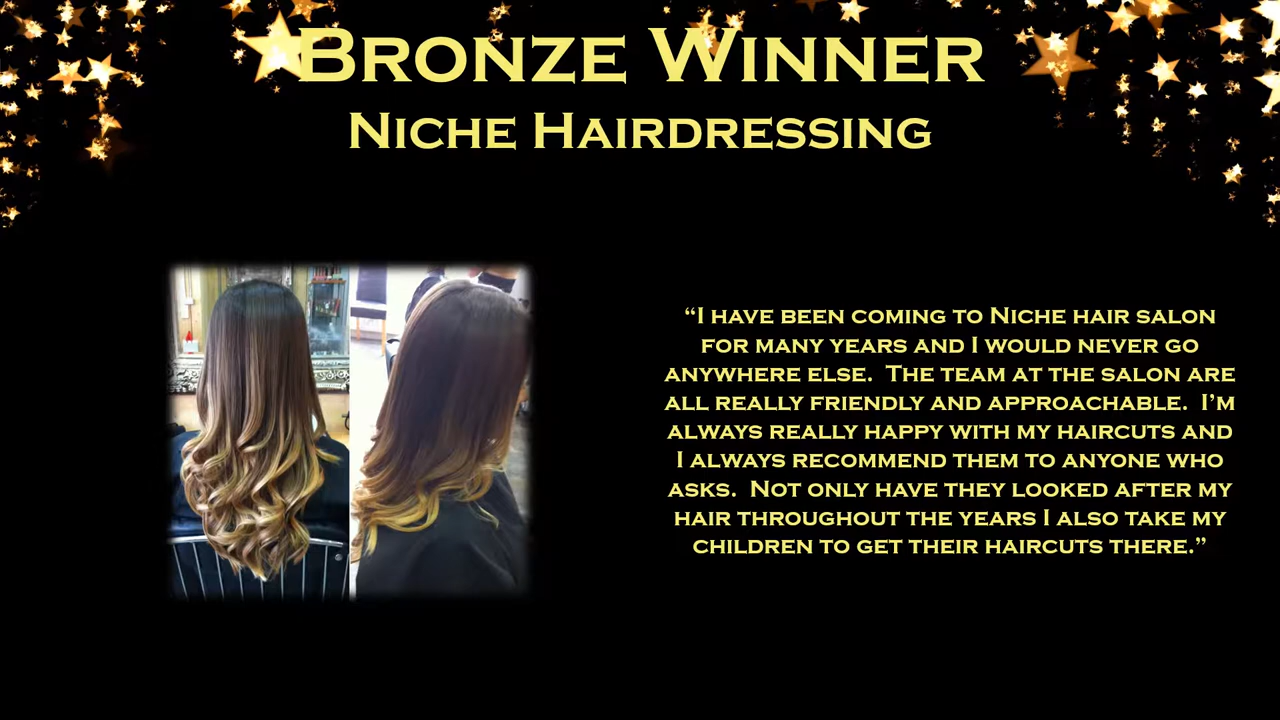 Bronze Winner
Niche Hairdressing
“I have been coming to Niche hair salon
for many years and I would never go
anywhere else.  The team at the salon are
all really friendly and approachable.  I’m
always really happy with my haircuts and
I always recommend them to anyone who
asks.  Not only have they looked after my
hair throughout the years I also take my
children to get their haircuts there.”